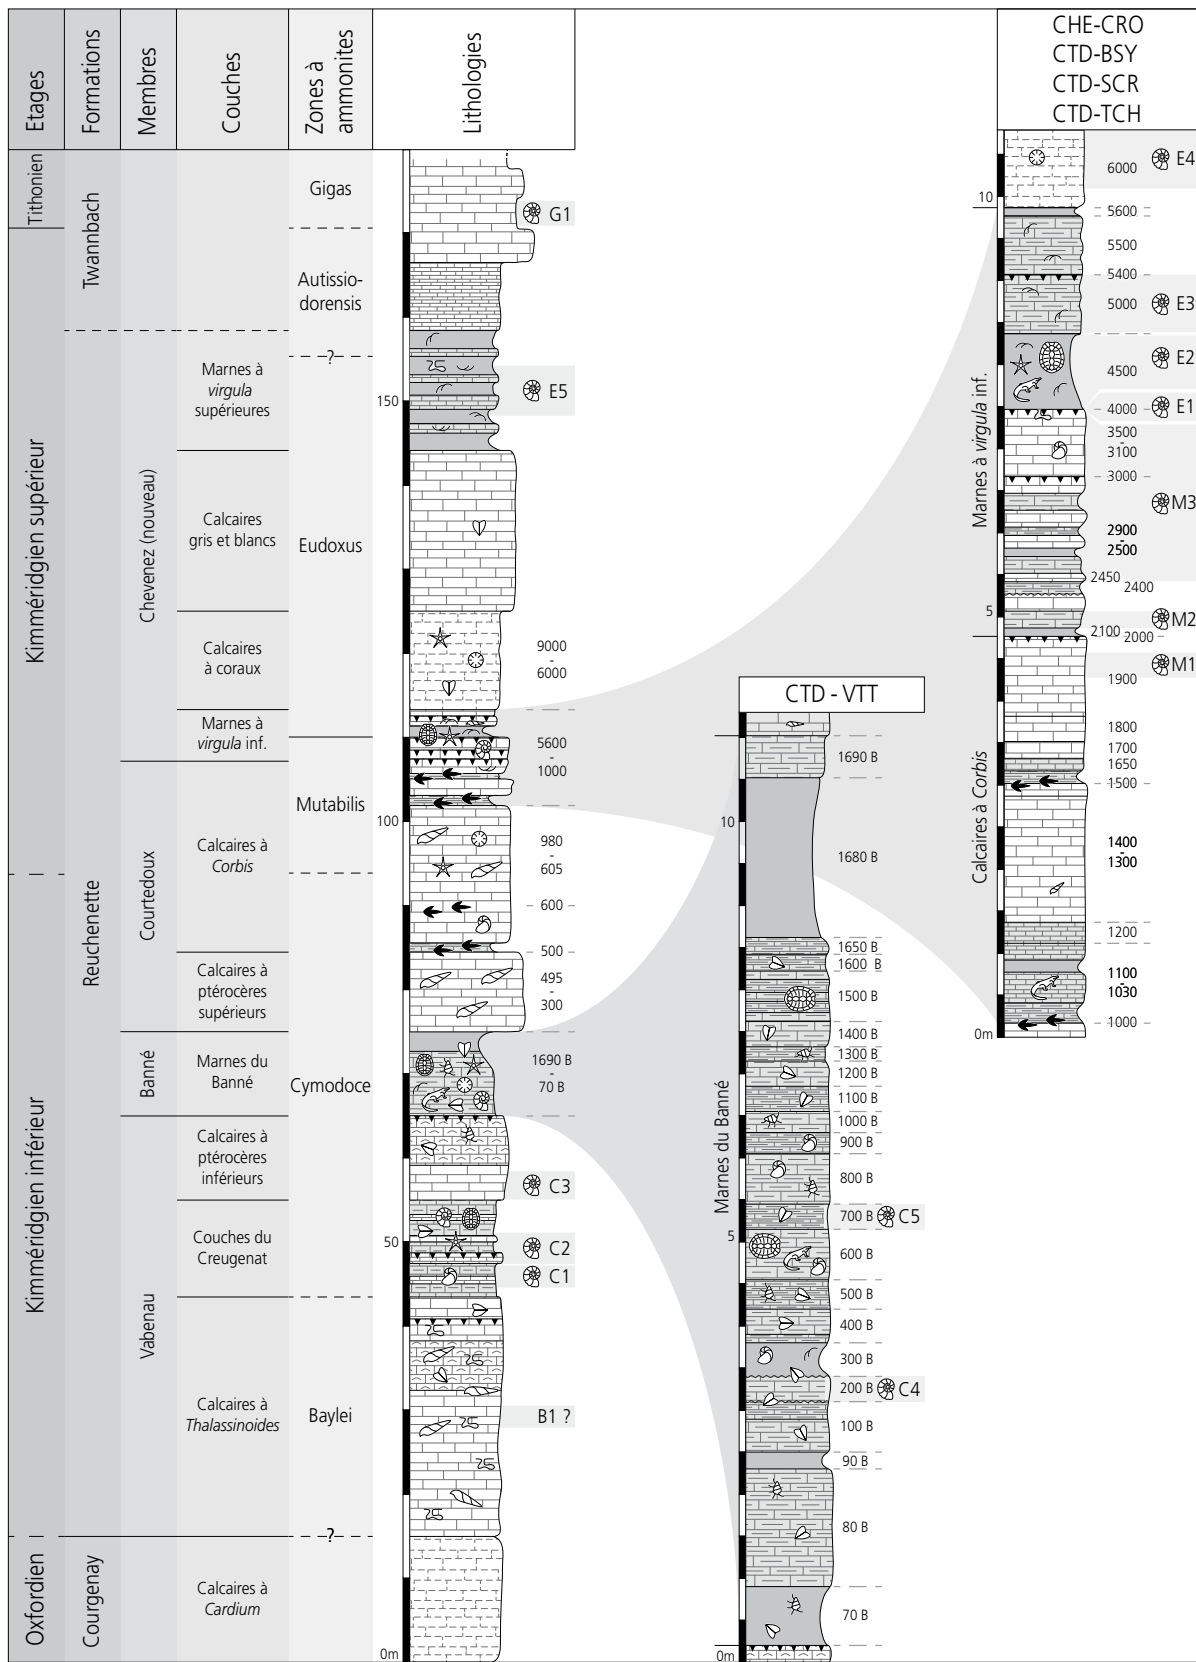 Etages
Formations
Membres
Couches
Zones à
ammonites
Lithologies
Tithonien
Kimméridgien supérieur
Kimméridgien inférieur
Oxfordien
Twannbach
Reuchenette
Courgenay
Chevenez (nouveau)
Courtedoux
Banné
Vabenau
Marnes à
virgula
supérieures
Calcaires
gris et blancs
Calcaires
à coraux
Marnes à
virgula inf.
Calcaires à
Corbis
Calcaires à
ptérocères
supérieurs
Marnes du
Banné
Calcaires à
ptérocères
inférieurs
Couches du
Creugenat
Calcaires à
Thalassinoides
Calcaires à
Cardium
Gigas
Autissio-
dorensis
?
Eudoxus
Mutabilis
Cymodoce
Baylei
?
150
100
50
0m
G1
E5
9000
-
6000
5600
-
1000
980
-
605
600
500
495
-
300
1690 B
-
70 B
C3
C2
C1
B1 ?
CTD - VTT
Marnes du Banné
10
5
0m
1690 B
1680 B
1650 B
1600 B
1500 B
1400 B
1300 B
1200 B
1100 B
1000 B
900 B
800 B
700 B C5
600 B
500 B
400 B
300 B
200 B C4
100 B
90 B
80 B
70 B
CHE-CRO
CTD-BSY
CTD-SCR
CTD-TCH
Marnes à virgula inf.
Calcaires à Corbis
10
5
0m
6000 E4
5600
5500
5400
5000 E3
E2
4500
4000 E1
3500
-
3100
3000
M3
2900
-
2500
2450
2400
M2
2100 2000
M1
1900
1800
1700
1650
1500
1400
-
1300
1200
1100
-
1030
1000